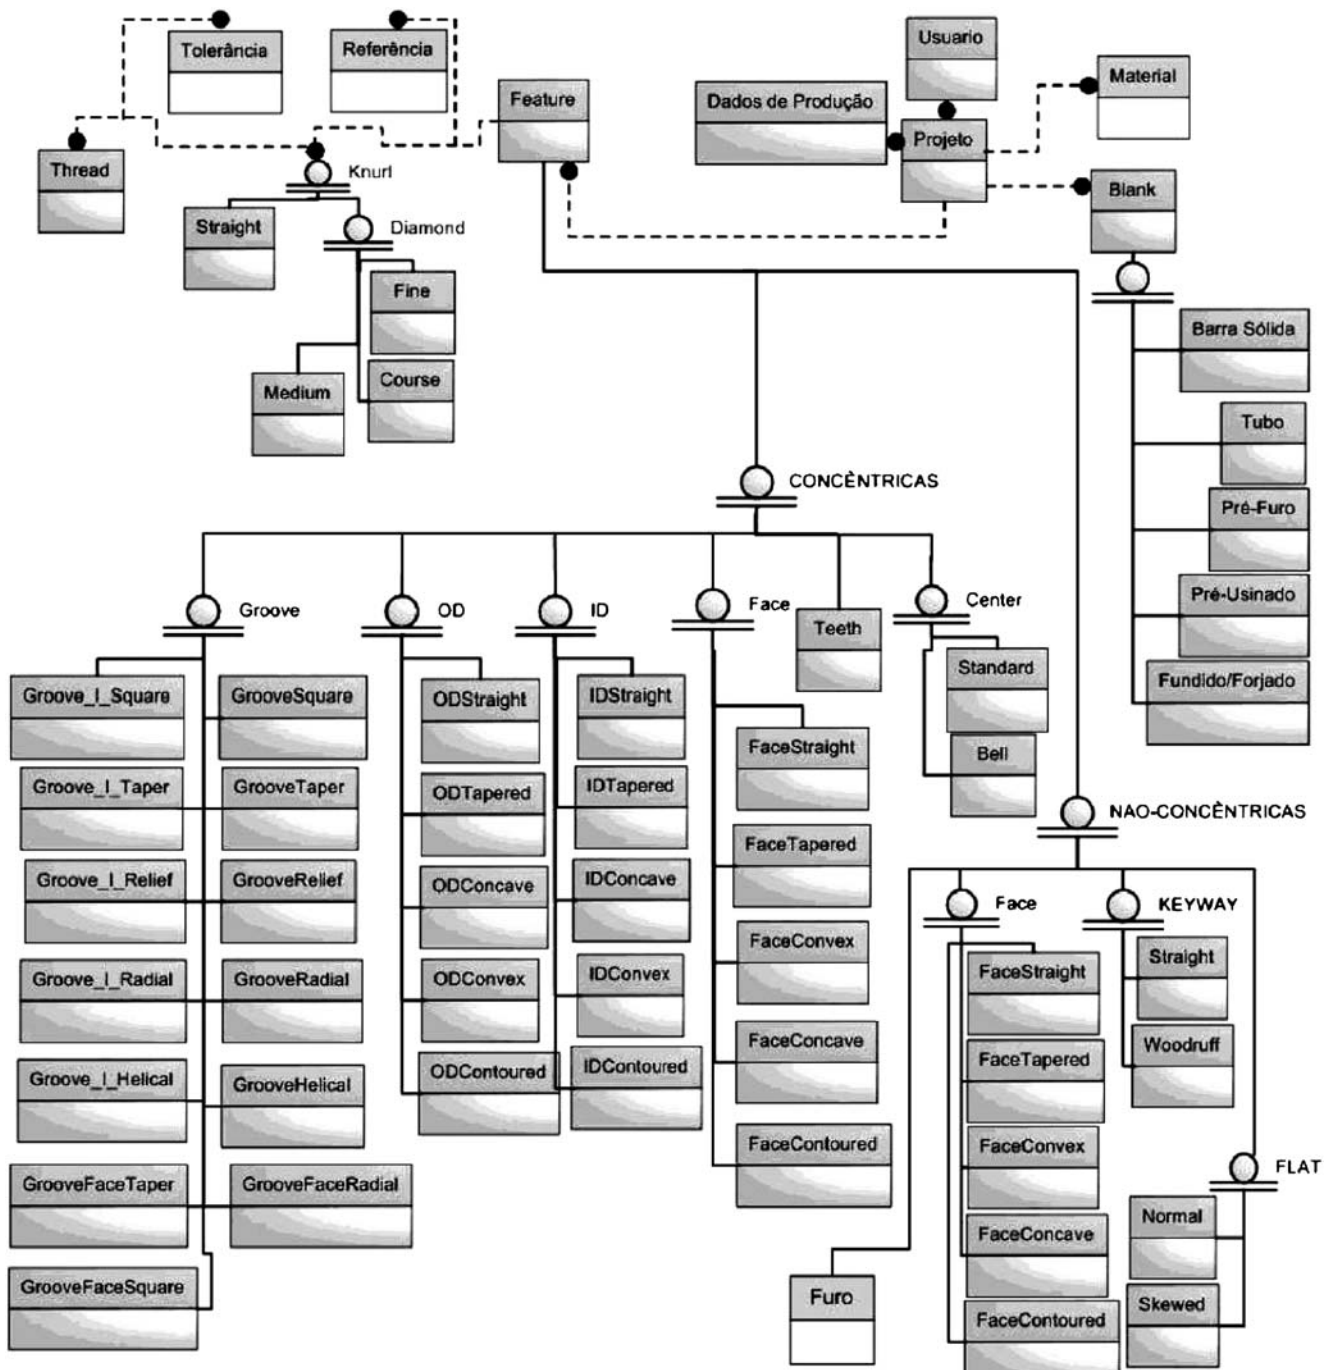 Tolerância
Referência
Feature
Usuario
Dados de Produção
Projeto
Material
Blank
Thread
Knurl
Straight
Diamond
Fine
Medium
Course
Barra Sólida
Tubo
Pré-Furo
Pré-Usinado
Fundido/Forjado
CONCÈNTRICAS
Groove
OD
ID
Face
Teeth
Center
Standard
Bell
Groove_I_Square
GrooveSquare
Groove_I_Taper
GrooveTaper
Groove_I_Relief
GrooveRelief
Groove_I_Radial
GrooveRadial
Groove_I_Helical
GrooveHelical
GrooveFaceTaper
GrooveFaceRadial
GrooveFaceSquare
ODStraight
ODTapered
ODConcave
ODConvex
ODContoured
IDStraight
IDTapered
IDConcave
IDConvex
IDContoured
FaceStraight
FaceTapered
FaceConvex
FaceConcave
FaceContoured
NAO-CONCÈNTRICAS
Furo
Face
FaceStraight
FaceTapered
FaceConvex
FaceConcave
FaceContoured
KEYWAY
Straight
Woodruff
FLAT
Normal
Skewed